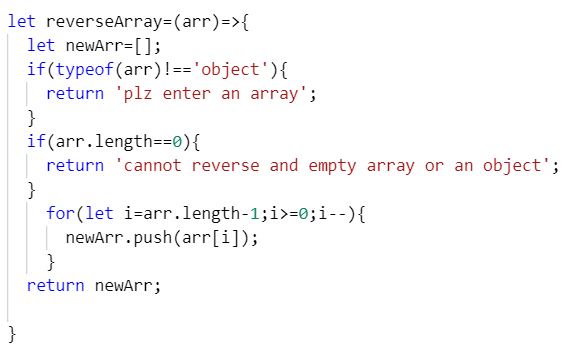 let reverseArray=(arr)=>{
  let newArr=[];
  if(typeof(arr)!=='object'){
    return 'plz enter an array';
  }
  if(arr.length==0){
    return 'cannot reverse and empty array or an object';
  }
    for(let i=arr.length-1;i>=0;i--){
      newArr.push(arr[i]);
    }
  return newArr;

}